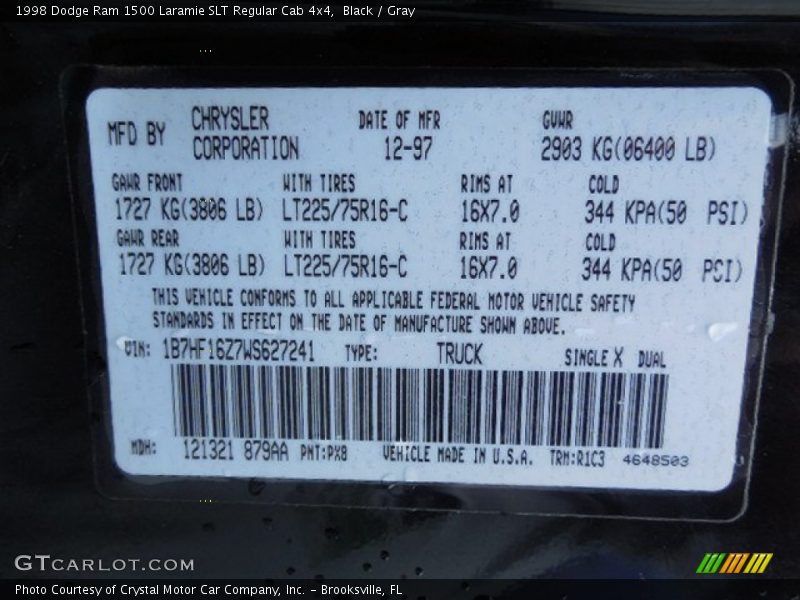 1998 Dodge Ram 1500 Laramie SLT Regular Cab 4x4, Black / Gray
MFD BY CHRYSLER CORPORATION DATE OF MFR 12-97 GVWR 2903 KG(06400 LB)
GAWR FRONT WITH TIRES RIMS AT COLD
1727 KG(3806 LB) LT225/75R16-C 16X7.0 344 KPA(50 PSI)
GAWR REAR WITH TIRES RIMS AT COLD
1727 KG(3806 LB) LT225/75R16-C 16X7.0 344 KPA(50 PSI)
THIS VEHICLE CONFORMS TO ALL APPLICABLE FEDERAL MOTOR VEHICLE SAFETY
STANDARDS IN EFFECT ON THE DATE OF MANUFACTURE SHOWN ABOVE.
VIN: 1B7HF16Z7WS627241 TYPE: TRUCK SINGLE X DUAL
MDH: 121321 879AA PNT:PX8 VEHICLE MADE IN U.S.A. TRM:R1C3 4648503
GTCARLOT.COM
Photo Courtesy of Crystal Motor Car Company, Inc. – Brooksville, FL